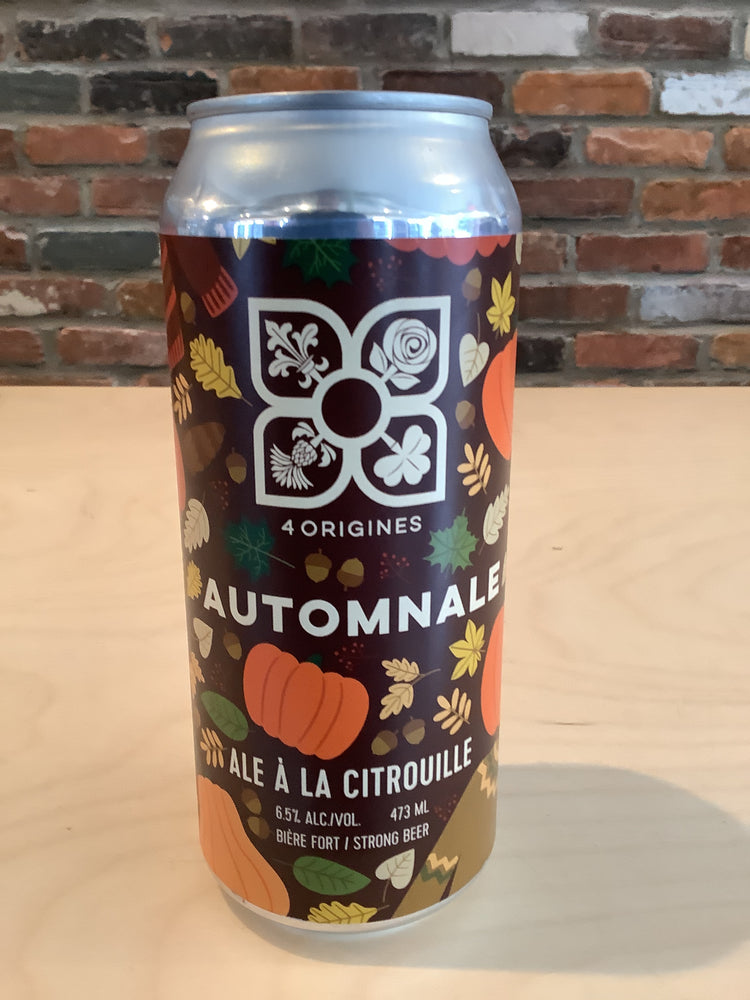 4 ORIGINES
AUTOMNALE
ALE À LA CITROUILLE
6.5% ALC./VOL. 473 ML
BIÈRE FORT / STRONG BEER